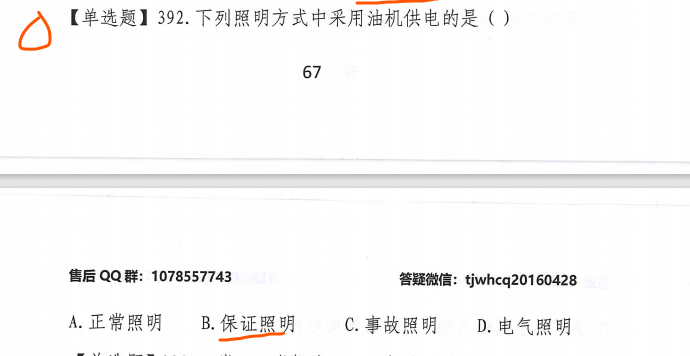 【单选题】392.下列照明方式中采用油机供电的是（ ）
67
售后 QQ 群：1078557743 答疑微信：tjwhcq20160428
A.正常照明 B.保证照明 C.事故照明 D.电气照明